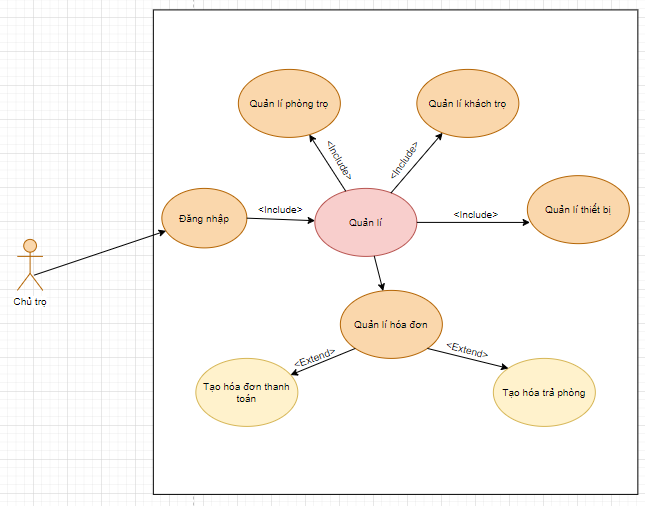 Quản lí phòng trọ
Quản lí khách trọ
<Include>
<Include>
Đăng nhập
<Include>
Quản lí
<Include>
Quản lí thiết bị
Chủ trọ
Quản lí hóa đơn
<Extend>
<Extend>
Tạo hóa đơn thanh
toán
Tạo hóa trả phòng